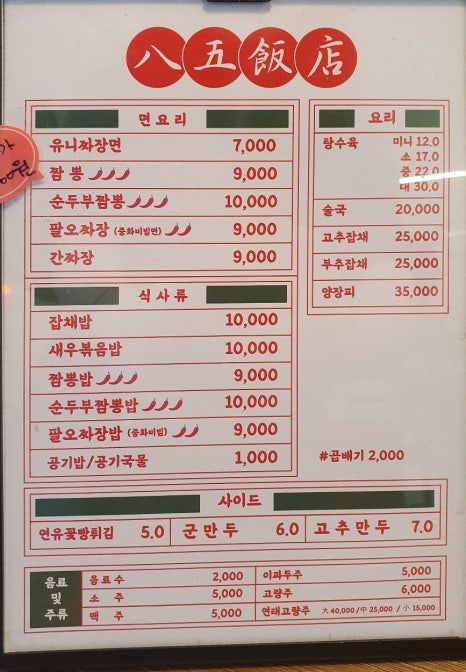 八五飯店
면요리
유니짜장면 7,000
짬뽕 9,000
순두부짬뽕 10,000
팔오짜장 (중화비빔면) 9,000
간짜장 9,000
요리
탕수육 미니 12.0
소 17.0
중 22.0
대 30.0
술국 20,000
고추잡채 25,000
부추잡채 25,000
양장피 35,000
식사류
잡채밥 10,000
새우볶음밥 10,000
짬뽕밥 9,000
순두부짬뽕밥 10,000
팔오짜장밥 (중화비빔) 9,000
공기밥/공기국물 1,000
#곱배기 2,000
사이드
연유꽃빵튀김 5.0 군만두 6.0 고추만두 7.0
음료 및 주류
음료수 2,000
소주 5,000
맥주 5,000
이과두주 5,000
고량주 6,000
연태고량주 大 40,000 / 中 25,000 / 小 15,000